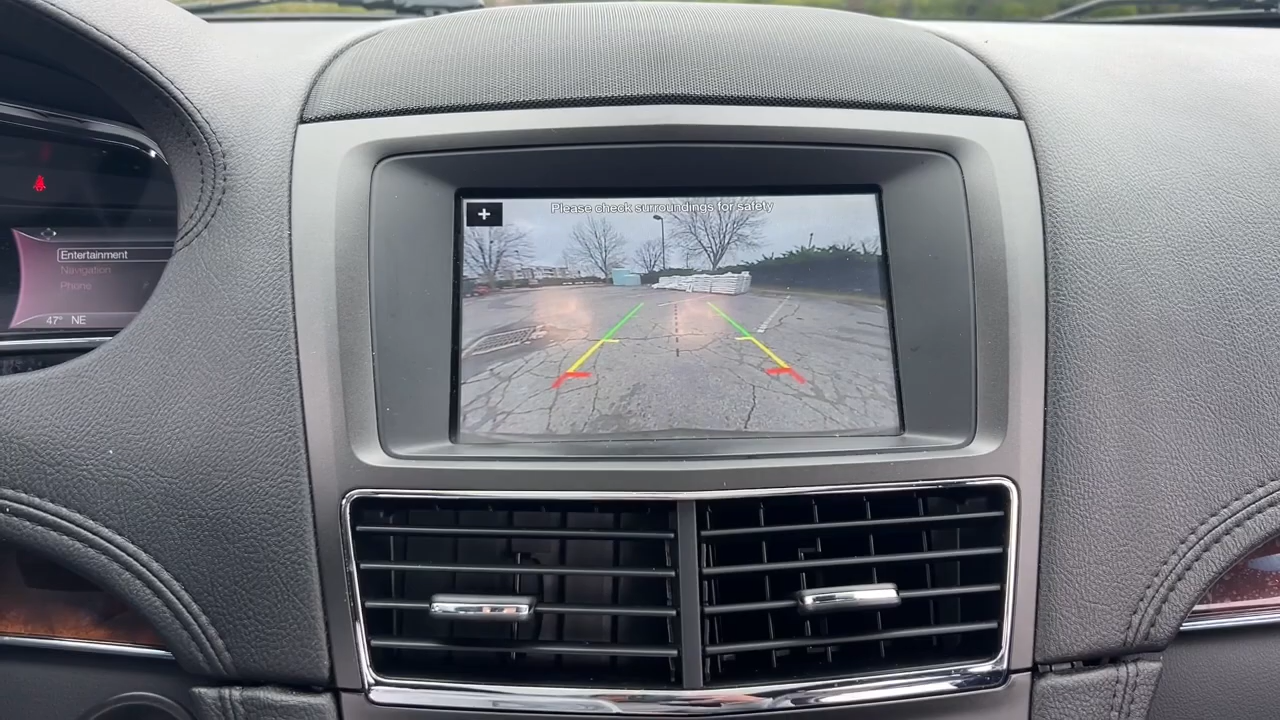 Please check surroundings for safety
+
Entertainment
Navigation
Phone
47° NE